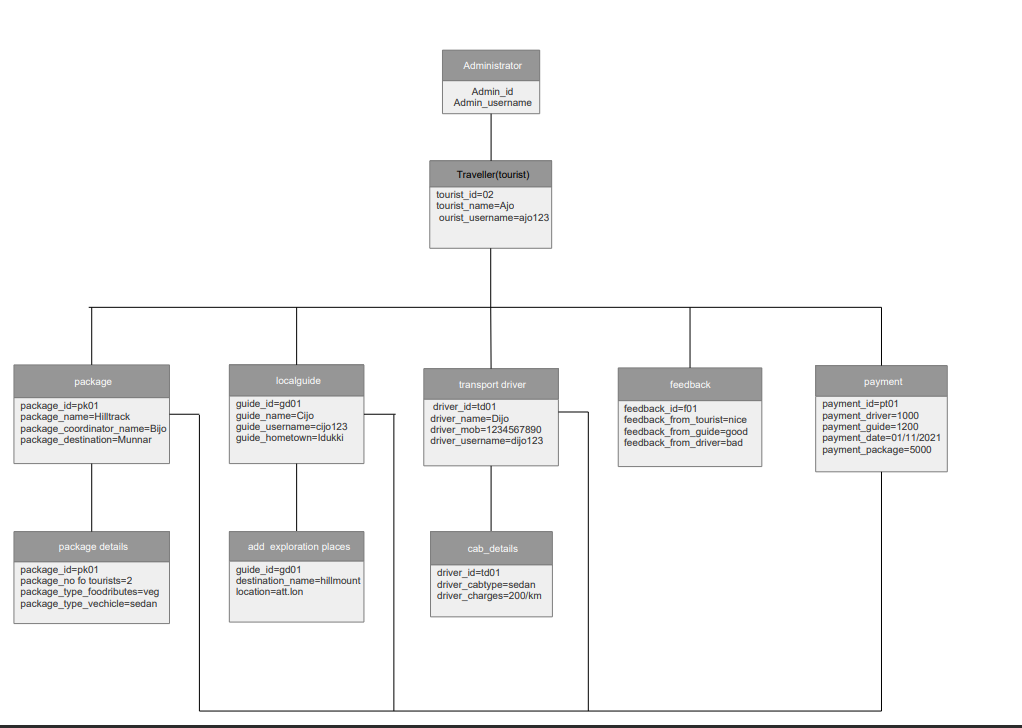 Administrator
Admin_id
Admin_username
Traveller(tourist)
tourist_id=02
tourist_name=Ajo
ourist_username=ajo123
package
package_id=pk01
package_name=Hilltrack
package_coordinator_name=Bijo
package_destination=Munnar
localguide
guide_id=gd01
guide_name=Cijo
guide_username=cijo123
guide_hometown=Idukki
transport driver
driver_id=td01
driver_name=Dijo
driver_mob=1234567890
driver_username=dijo123
feedback
feedback_id=f01
feedback_from_tourist=nice
feedback_from_guide=good
feedback_from_driver=bad
payment
payment_id=pt01
payment_driver=1000
payment_guide=1200
payment_date=01/11/2021
payment_package=5000
package details
package_id=pk01
package_no fo tourists=2
package_type_foodributes=veg
package_type_vechicle=sedan
add exploration places
guide_id=gd01
destination_name=hillmount
location=att.lon
cab_details
driver_id=td01
driver_cabtype=sedan
driver_charges=200/km